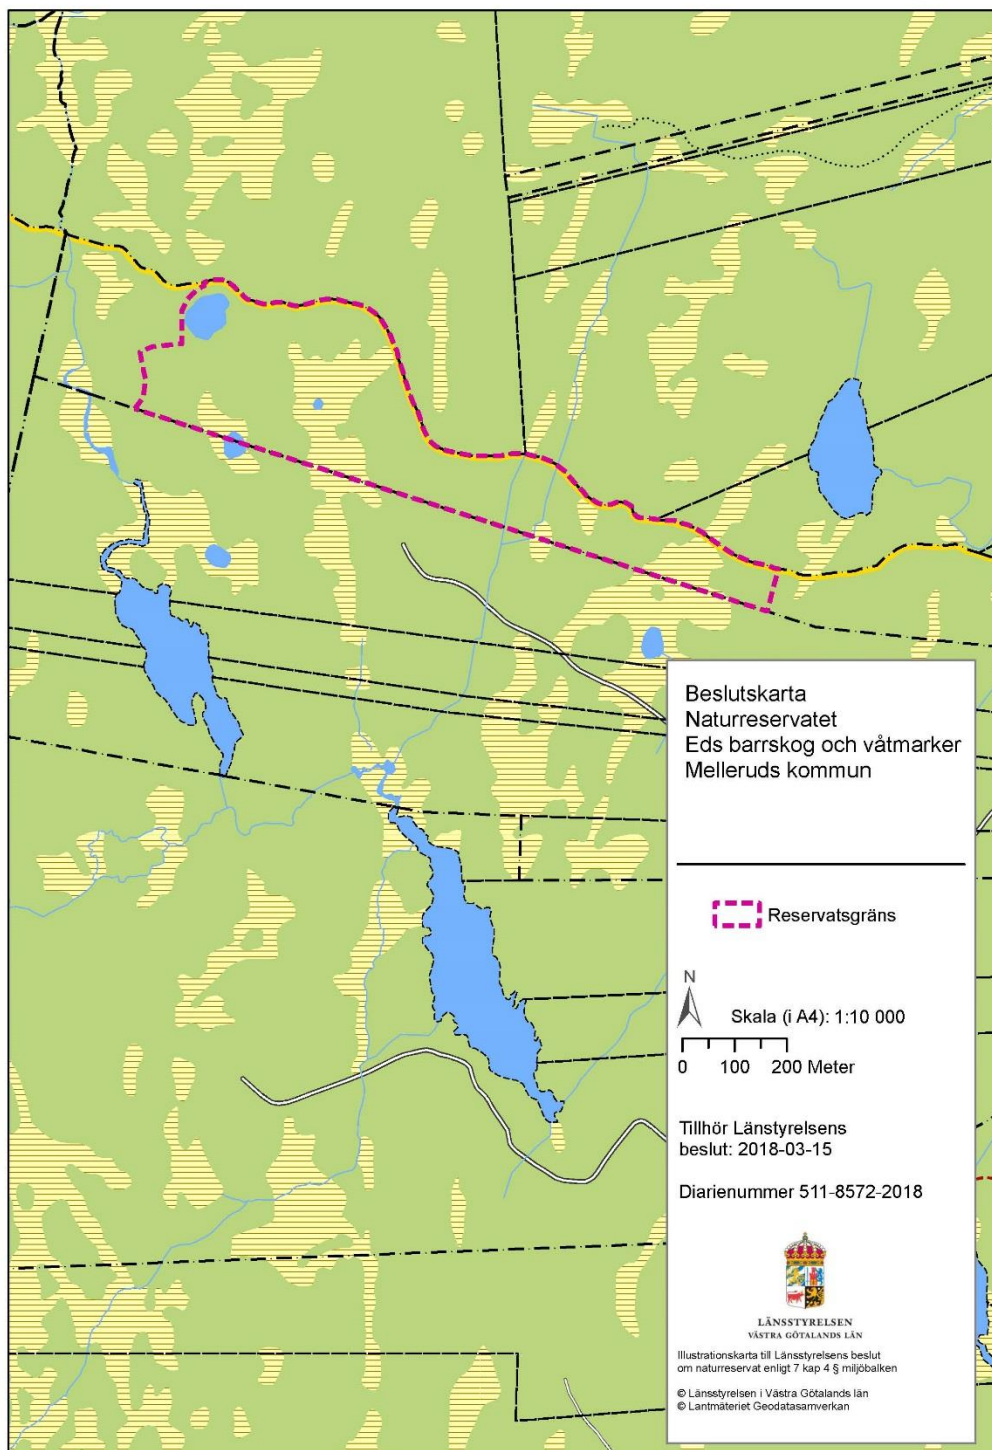 Beslutskarta
Naturreservatet
Eds barrskog och våtmarker
Melleruds kommun
Reservatsgräns
N
Skala (i A4): 1:10 000
0 100 200 Meter
Tillhör Länstyrelsens
beslut: 2018-03-15
Diarienummer 511-8572-2018
LÄNSSTYRELSEN
VÄSTRA GÖTALANDS LÄN
Illustrationskarta till Länsstyrelsens beslut
om naturreservat enligt 7 kap 4 § miljöbalken
© Länsstyrelsen i Västra Götalands län
© Lantmäteriet Geodatasamverkan